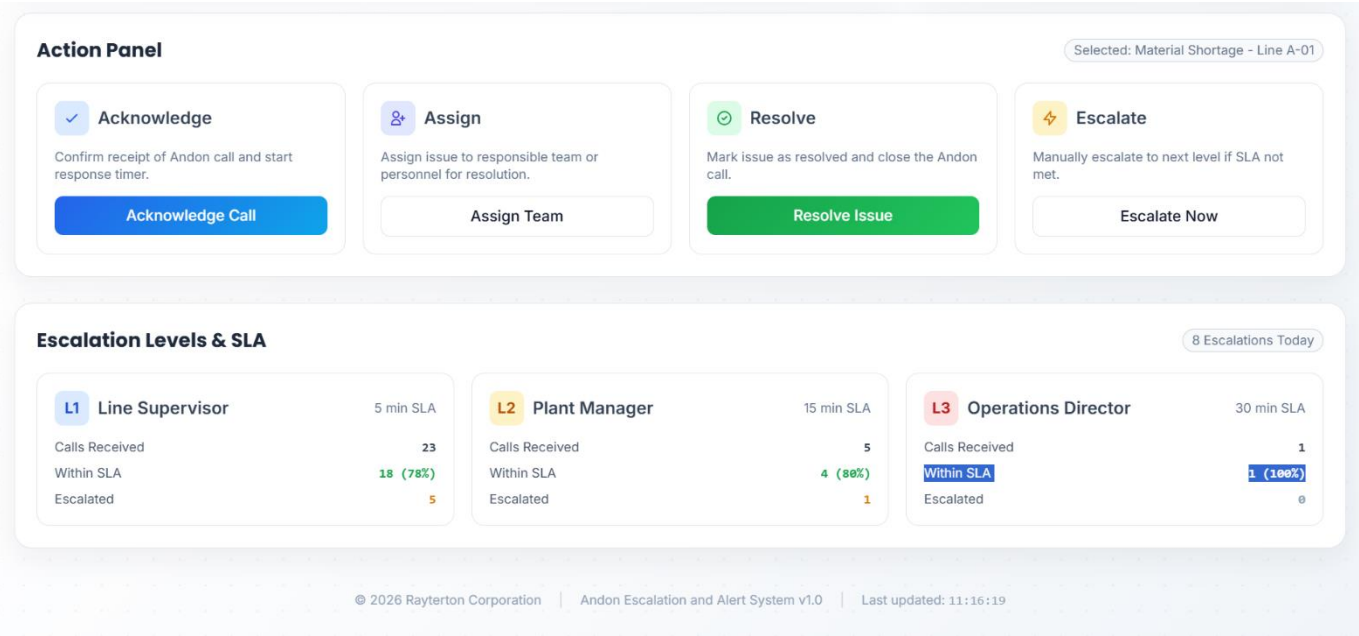 Action Panel
Selected: Material Shortage - Line A-01
Acknowledge
Confirm receipt of Andon call and start
response timer.
Acknowledge Call
Assign
Assign issue to responsible team or
personnel for resolution.
Assign Team
Resolve
Mark issue as resolved and close the Andon
call.
Resolve Issue
Escalate
Manually escalate to next level if SLA not
met.
Escalate Now
Escalation Levels & SLA
8 Escalations Today
L1 Line Supervisor 5 min SLA
Calls Received 23
Within SLA 18 (78%)
Escalated 5
L2 Plant Manager 15 min SLA
Calls Received 5
Within SLA 4 (80%)
Escalated 1
L3 Operations Director 30 min SLA
Calls Received 1
Within SLA 1 (100%)
Escalated 0
© 2026 Rayterton Corporation | Andon Escalation and Alert System v1.0 | Last updated: 11:16:19